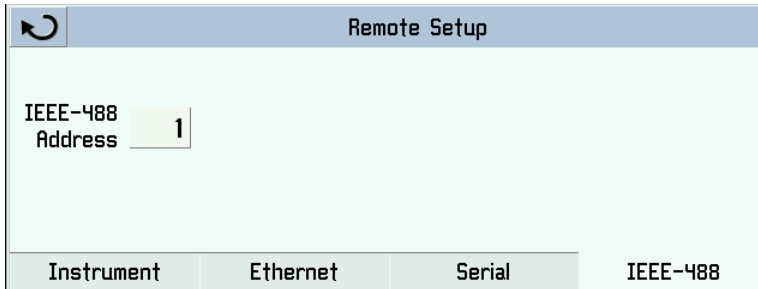 Remote Setup
IEEE-488
Address
1
Instrument Ethernet Serial IEEE-488